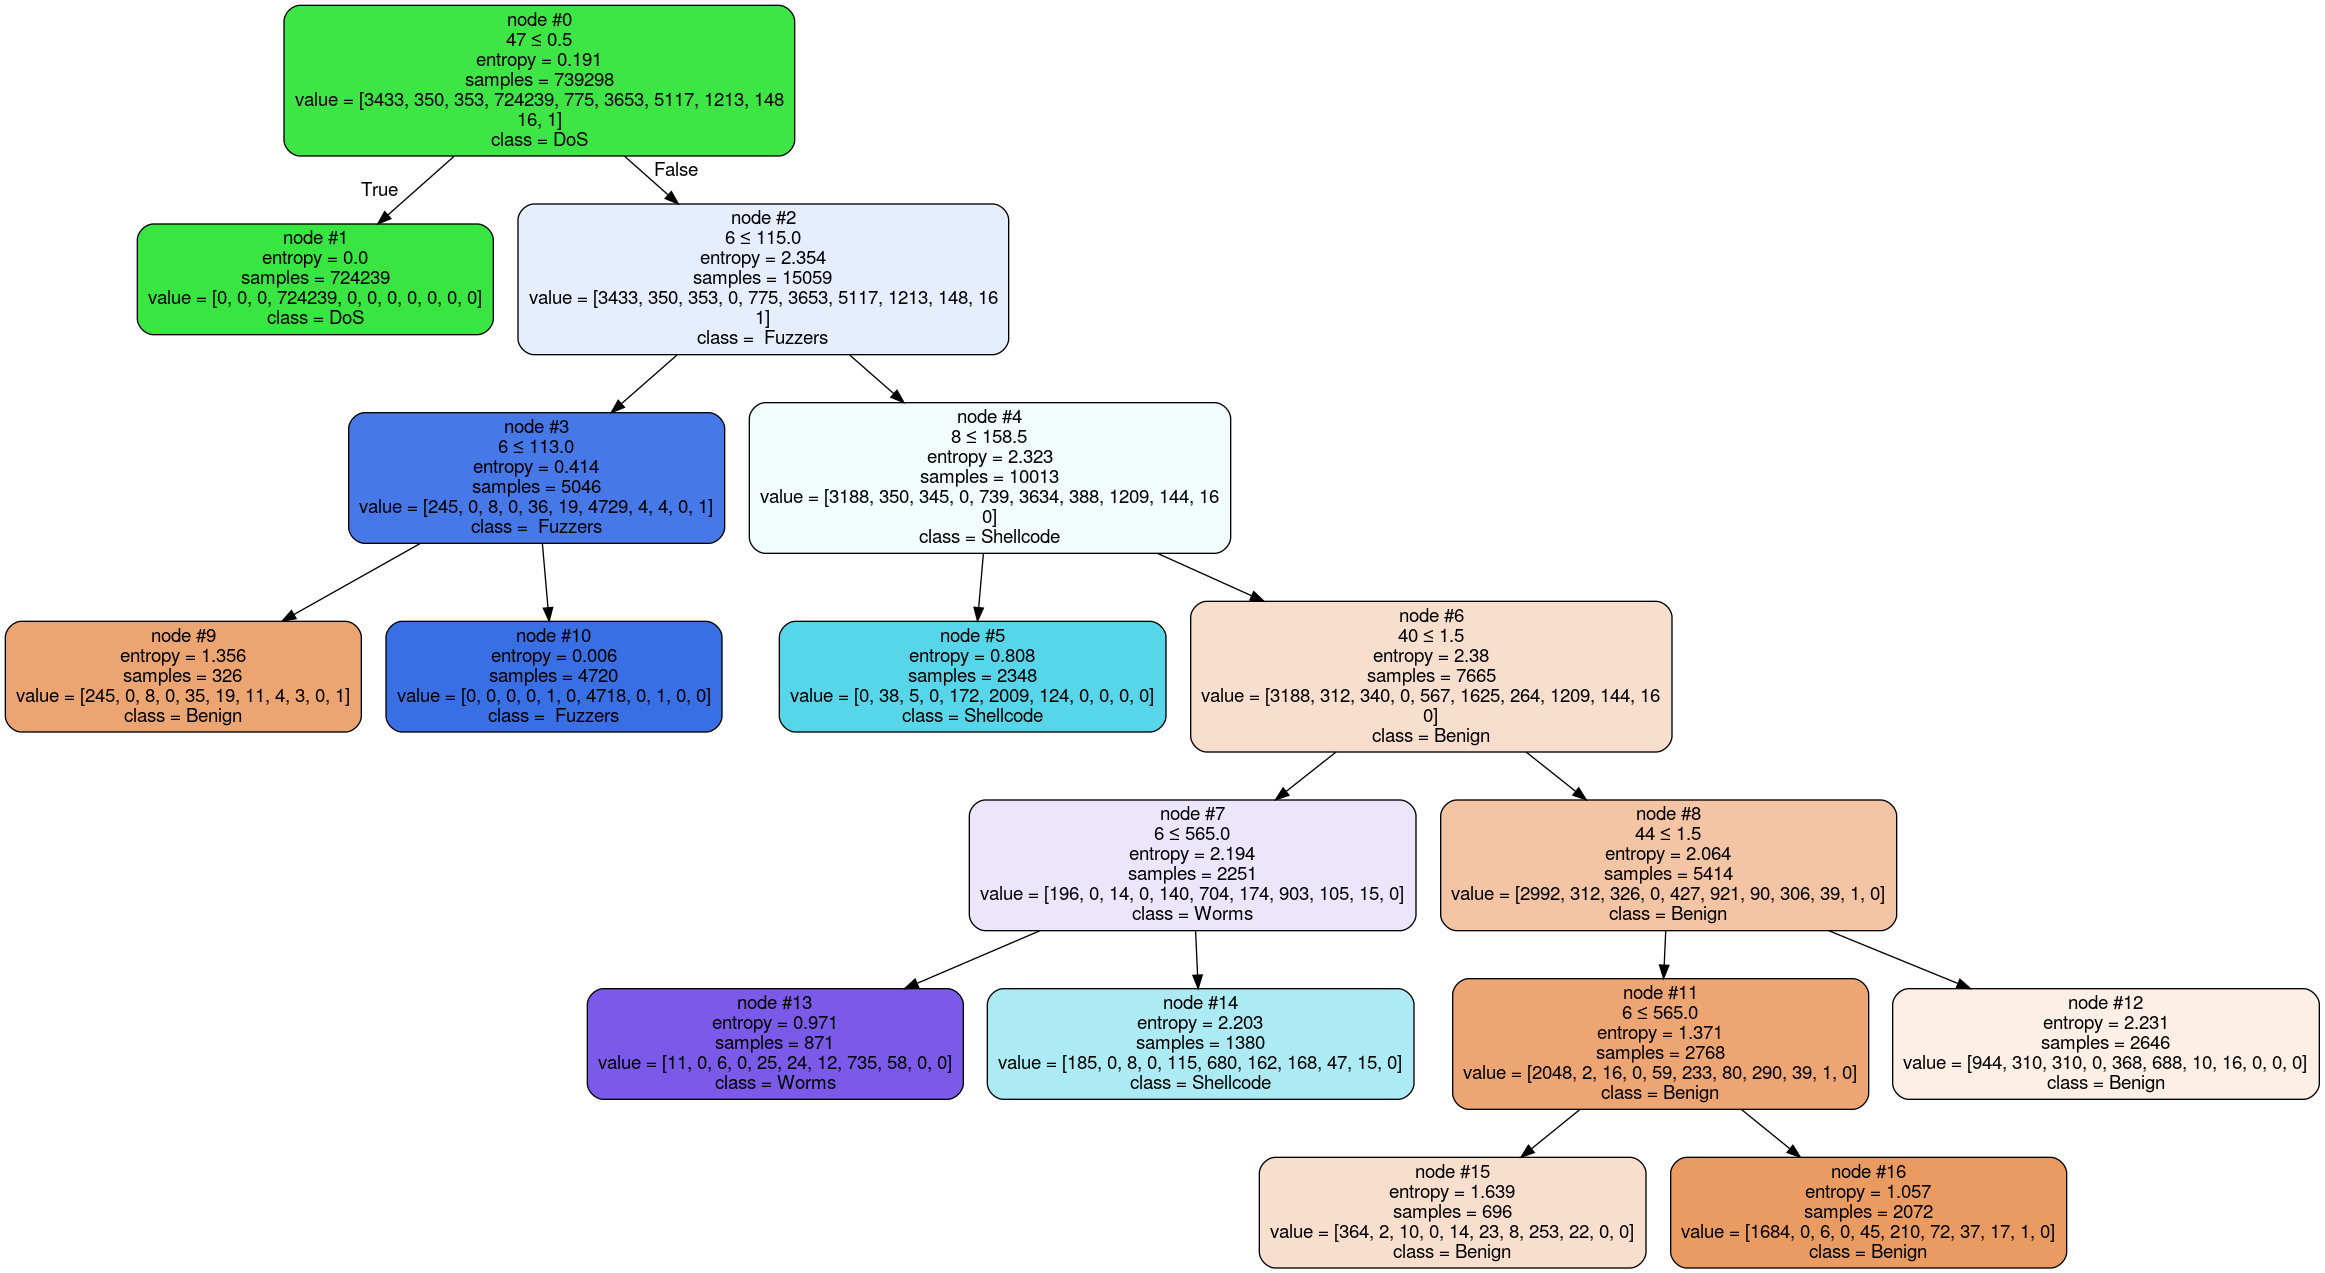 node #0
47 ≤ 0.5
entropy = 0.191
samples = 739298
value = [3433, 350, 353, 724239, 775, 3653, 5117, 1213, 148
16, 1]
class = DoS
True
False
node #1
entropy = 0.0
samples = 724239
value = [0, 0, 0, 724239, 0, 0, 0, 0, 0, 0, 0]
class = DoS
node #2
6 ≤ 115.0
entropy = 2.354
samples = 15059
value = [3433, 350, 353, 0, 775, 3653, 5117, 1213, 148, 16
1]
class =  Fuzzers
node #3
6 ≤ 113.0
entropy = 0.414
samples = 5046
value = [245, 0, 8, 0, 36, 19, 4729, 4, 4, 0, 1]
class =  Fuzzers
node #4
8 ≤ 158.5
entropy = 2.323
samples = 10013
value = [3188, 350, 345, 0, 739, 3634, 388, 1209, 144, 16
0]
class = Shellcode
node #9
entropy = 1.356
samples = 326
value = [245, 0, 8, 0, 35, 19, 11, 4, 3, 0, 1]
class = Benign
node #10
entropy = 0.006
samples = 4720
value = [0, 0, 0, 0, 1, 0, 4718, 0, 1, 0, 0]
class =  Fuzzers
node #5
entropy = 0.808
samples = 2348
value = [0, 38, 5, 0, 172, 2009, 124, 0, 0, 0, 0]
class = Shellcode
node #6
40 ≤ 1.5
entropy = 2.38
samples = 7665
value = [3188, 312, 340, 0, 567, 1625, 264, 1209, 144, 16
0]
class = Benign
node #7
6 ≤ 565.0
entropy = 2.194
samples = 2251
value = [196, 0, 14, 0, 140, 704, 174, 903, 105, 15, 0]
class = Worms
node #8
44 ≤ 1.5
entropy = 2.064
samples = 5414
value = [2992, 312, 326, 0, 427, 921, 90, 306, 39, 1, 0]
class = Benign
node #13
entropy = 0.971
samples = 871
value = [11, 0, 6, 0, 25, 24, 12, 735, 58, 0, 0]
class = Worms
node #14
entropy = 2.203
samples = 1380
value = [185, 0, 8, 0, 115, 680, 162, 168, 47, 15, 0]
class = Shellcode
node #11
6 ≤ 565.0
entropy = 1.371
samples = 2768
value = [2048, 2, 16, 0, 59, 233, 80, 290, 39, 1, 0]
class = Benign
node #12
entropy = 2.231
samples = 2646
value = [944, 310, 310, 0, 368, 688, 10, 16, 0, 0, 0]
class = Benign
node #15
entropy = 1.639
samples = 696
value = [364, 2, 10, 0, 14, 23, 8, 253, 22, 0, 0]
class = Benign
node #16
entropy = 1.057
samples = 2072
value = [1684, 0, 6, 0, 45, 210, 72, 37, 17, 1, 0]
class = Benign